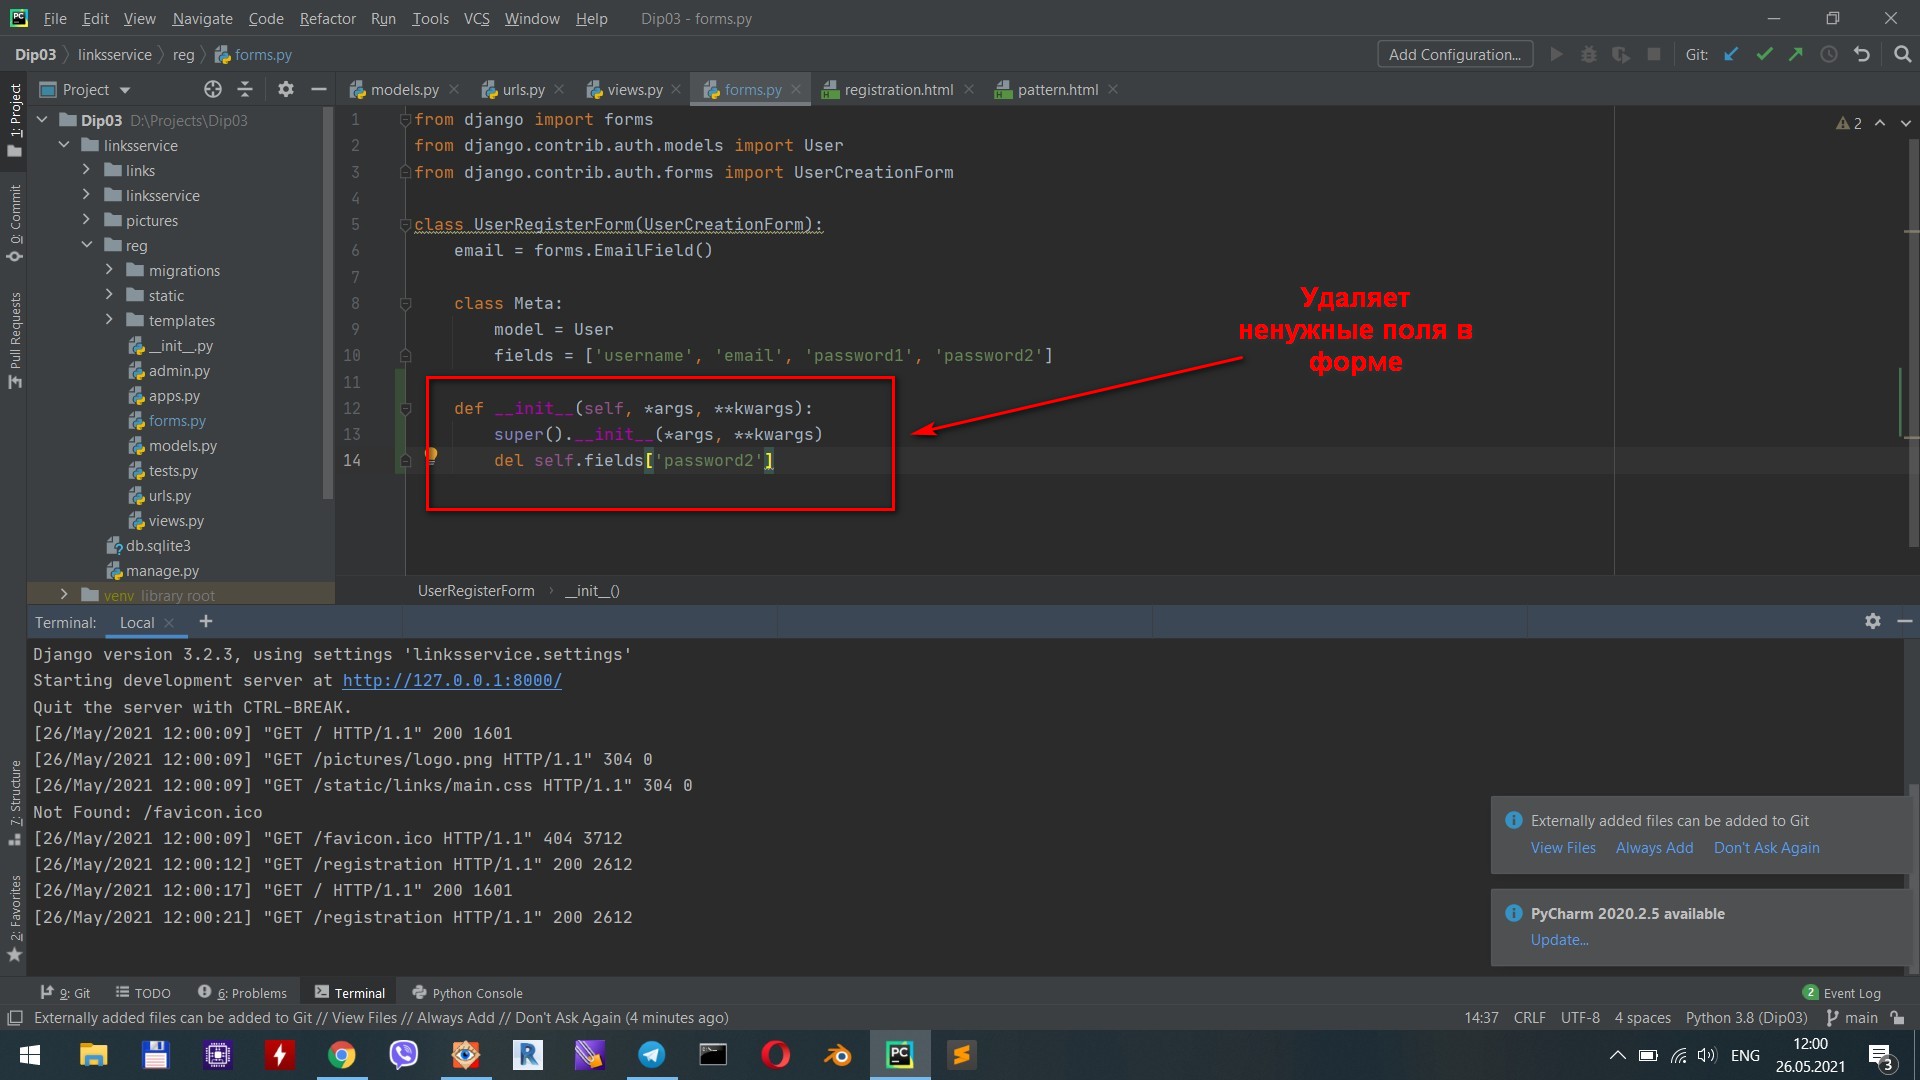 File Edit View Navigate Code Refactor Run Tools VCS Window Help Dip03 - forms.py
Dip03 linksservice reg forms.py Add Configuration... Git:
Project models.py urls.py views.py forms.py registration.html pattern.html
1: Project
0: Commit
Pull Requests
7: Structure
2: Favorites
Dip03 D:\Projects\Dip03
linksservice
links
linksservice
pictures
reg
migrations
static
templates
__init__.py
admin.py
apps.py
forms.py
models.py
tests.py
urls.py
views.py
db.sqlite3
manage.py
venv library root
2
1 from django import forms
2 from django.contrib.auth.models import User
3 from django.contrib.auth.forms import UserCreationForm
4
5 class UserRegisterForm(UserCreationForm):
6 email = forms.EmailField()
7
8 class Meta:
9 model = User
10 fields = ['username', 'email', 'password1', 'password2']
11
12 def __init__(self, *args, **kwargs):
13 super().__init__(*args, **kwargs)
14 del self.fields['password2']
Удаляет
ненужные поля в
форме
UserRegisterForm __init__()
Terminal: Local
Django version 3.2.3, using settings 'linksservice.settings'
Starting development server at http://127.0.0.1:8000/
Quit the server with CTRL-BREAK.
[26/May/2021 12:00:09] "GET / HTTP/1.1" 200 1601
[26/May/2021 12:00:09] "GET /pictures/logo.png HTTP/1.1" 304 0
[26/May/2021 12:00:09] "GET /static/links/main.css HTTP/1.1" 304 0
Not Found: /favicon.ico
[26/May/2021 12:00:09] "GET /favicon.ico HTTP/1.1" 404 3712
[26/May/2021 12:00:12] "GET /registration HTTP/1.1" 200 2612
[26/May/2021 12:00:17] "GET / HTTP/1.1" 200 1601
[26/May/2021 12:00:21] "GET /registration HTTP/1.1" 200 2612
Externally added files can be added to Git
View Files Always Add Don't Ask Again
PyCharm 2020.2.5 available
Update...
9: Git TODO 6: Problems Terminal Python Console 2 Event Log
Externally added files can be added to Git // View Files // Always Add // Don't Ask Again (4 minutes ago) 14:37 CRLF UTF-8 4 spaces Python 3.8 (Dip03) main
ENG 12:00
26.05.2021
3